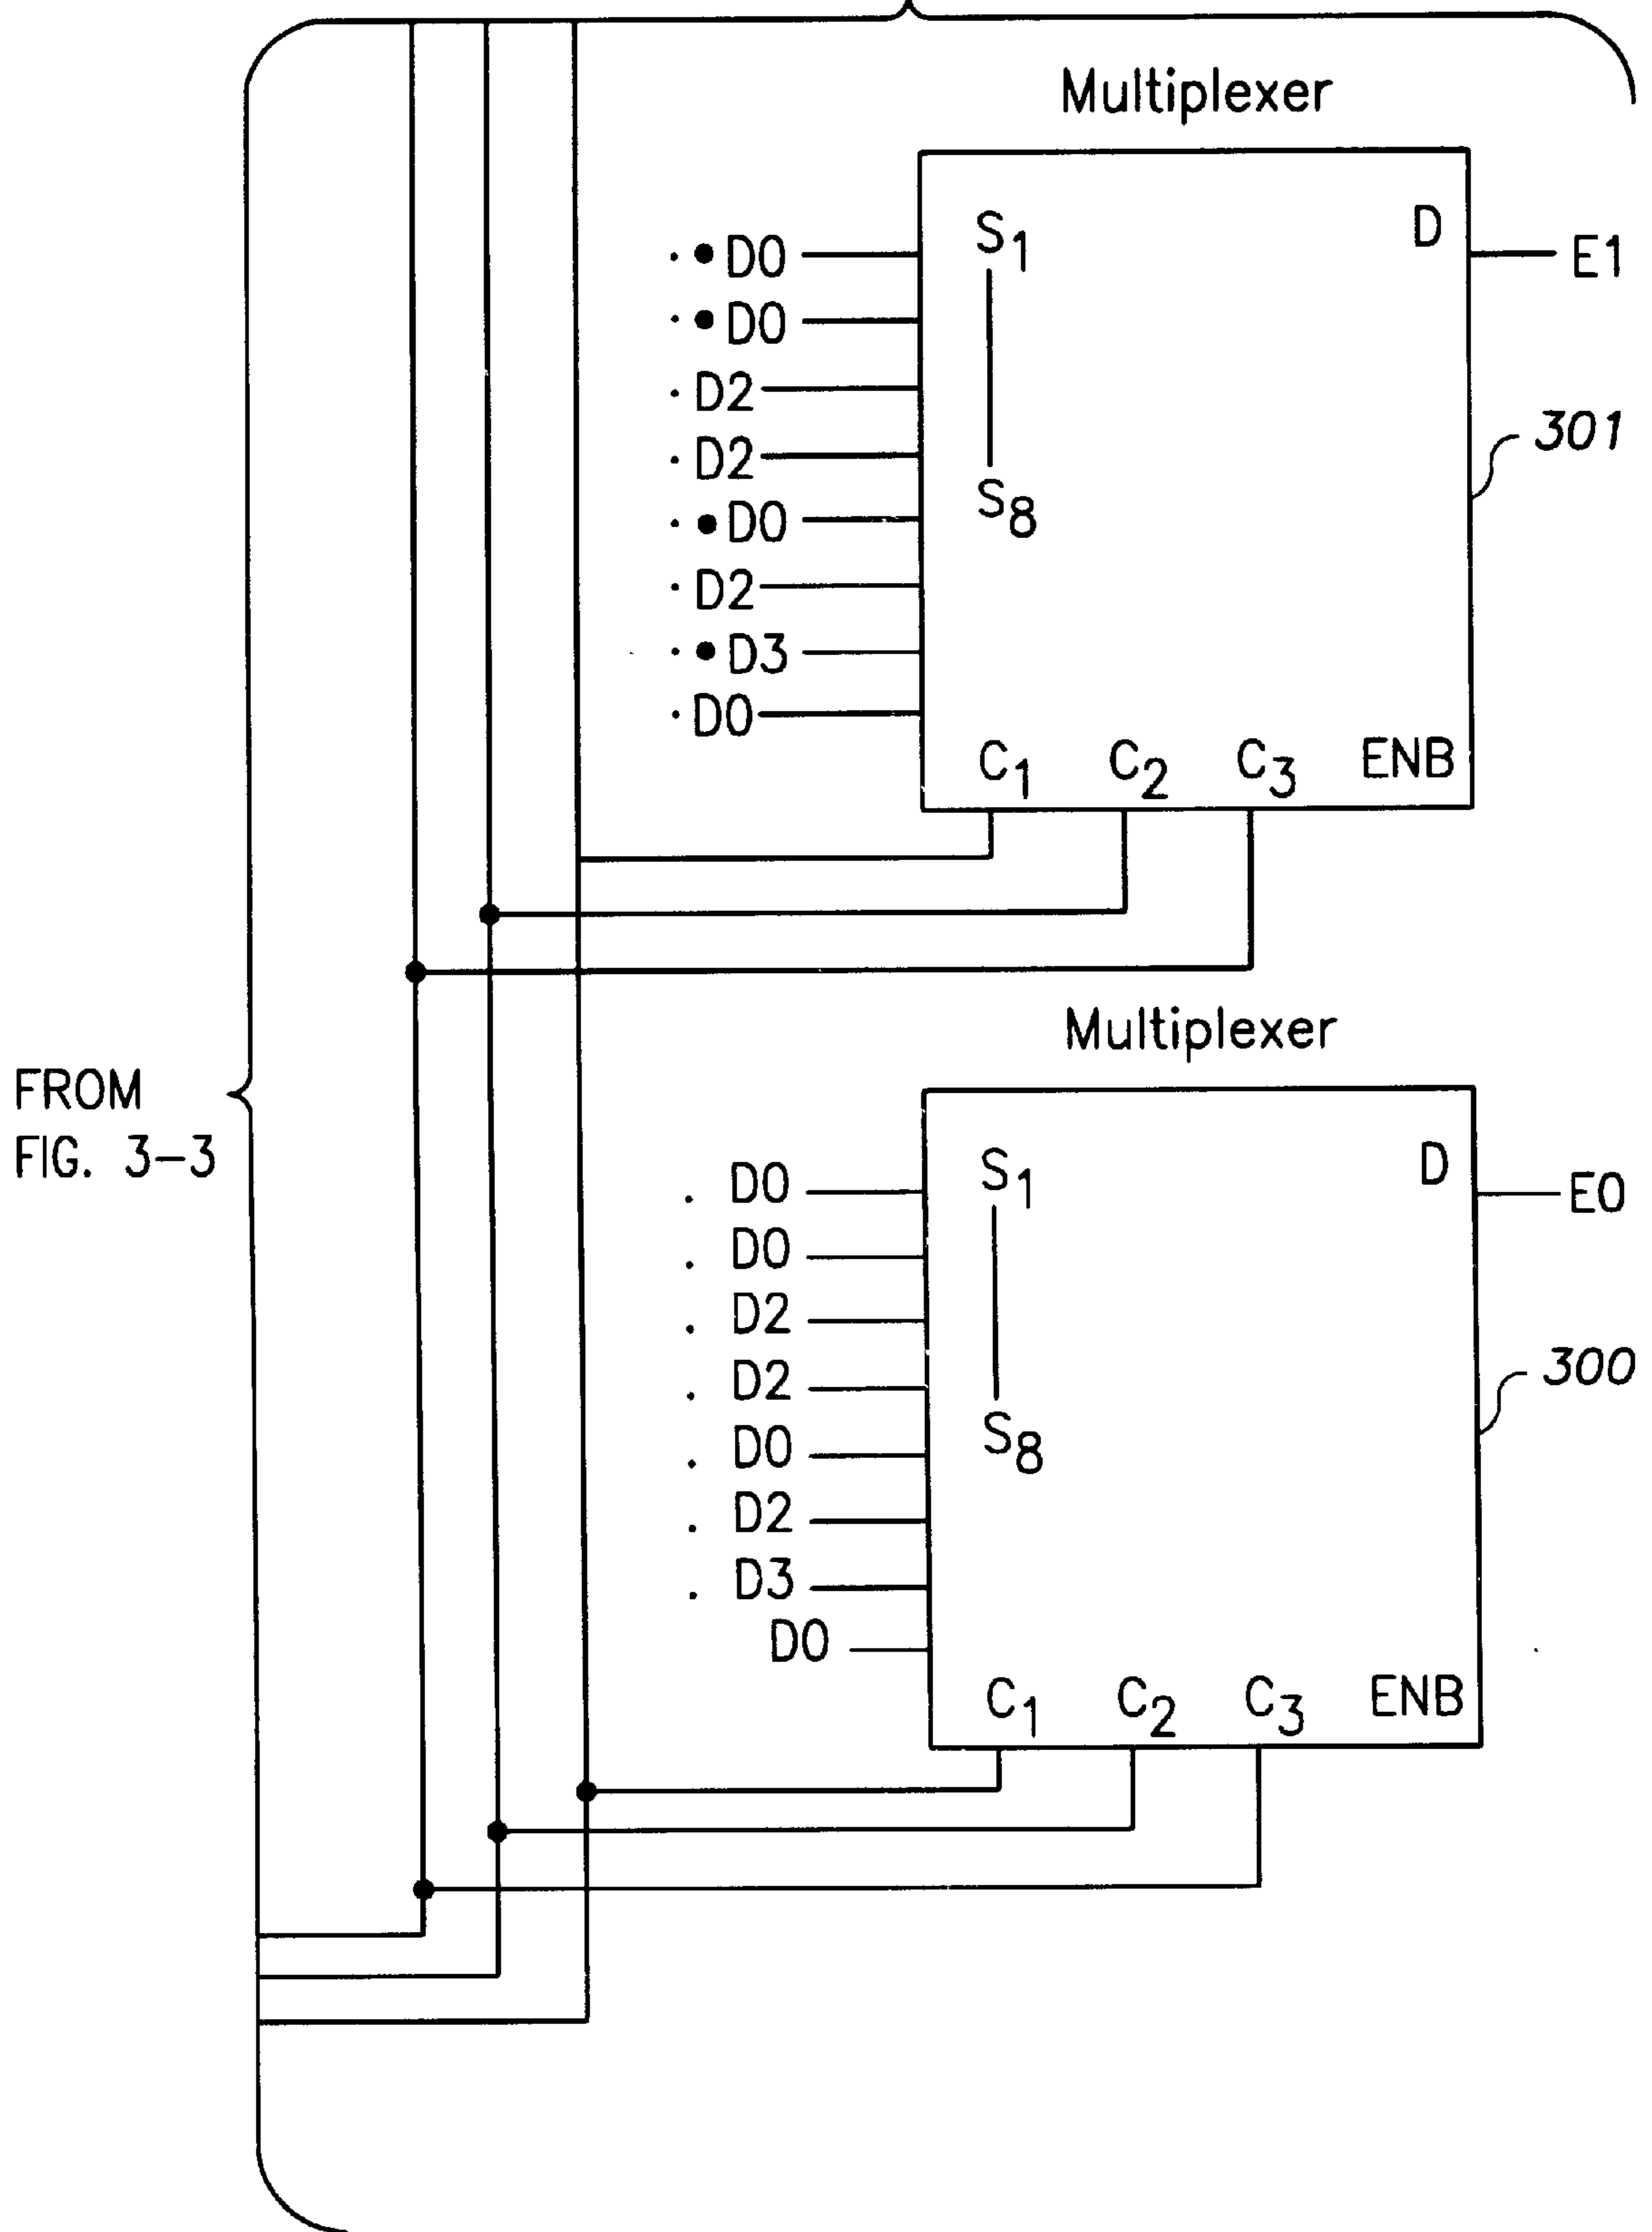 Multiplexer
S1
D
E1
· ● D0
· ● D0
· D2
· D2
· ● D0
· D2
· ● D3
· D0
S8
301
C1 C2 C3 ENB
Multiplexer
FROM
FIG. 3-3
S1
D
E0
. D0
. D0
. D2
. D2
. D0
. D2
. D3
D0
S8
300
C1 C2 C3 ENB